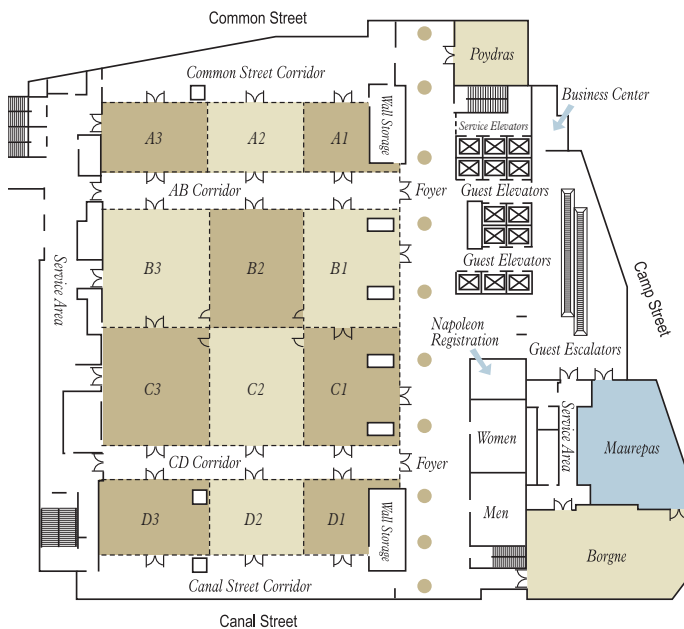 Common Street
Poydras
Common Street Corridor
Business Center
Wall Storage
A3
A2
A1
Service Elevators
AB Corridor
Foyer
Guest Elevators
B3
B2
B1
Service Area
Guest Elevators
Camp Street
Napoleon
Registration
Guest Escalators
C3
C2
C1
Women
Service Area
Maurepas
CD Corridor
Foyer
D3
D2
D1
Wall Storage
Men
Borgne
Canal Street Corridor
Canal Street